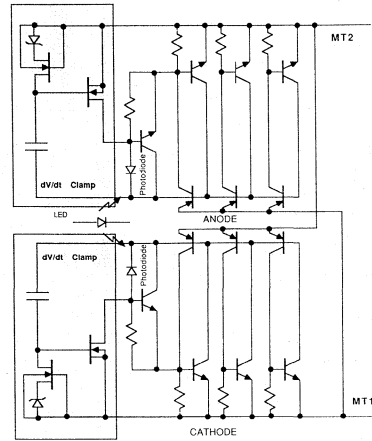 MT2
dV/dt Clamp
Photodiode
LED
ANODE
dV/dt Clamp
Photodiode
MT1
CATHODE